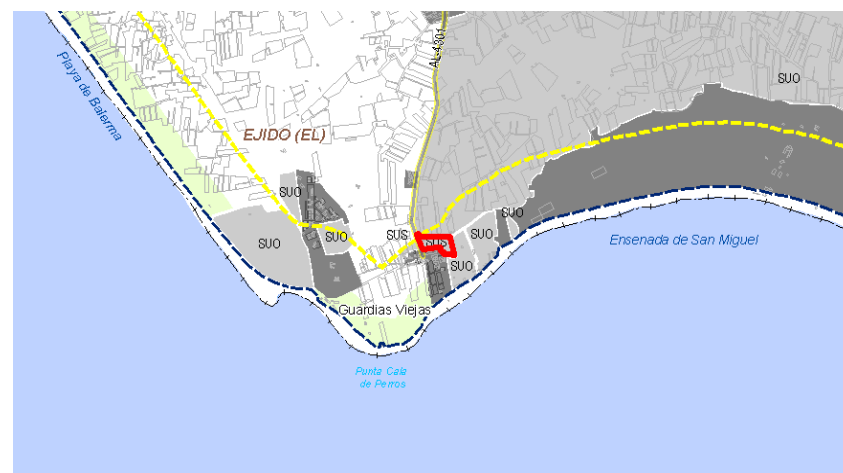 AL-4301
SUO
Playa de Balerma
EJIDO (EL)
SUO
SUO
SUS
SUS
SUO
SUO
SUO
SUO
Ensenada de San Miguel
SUO
Guardias Viejas
Punta Cala
de Perros